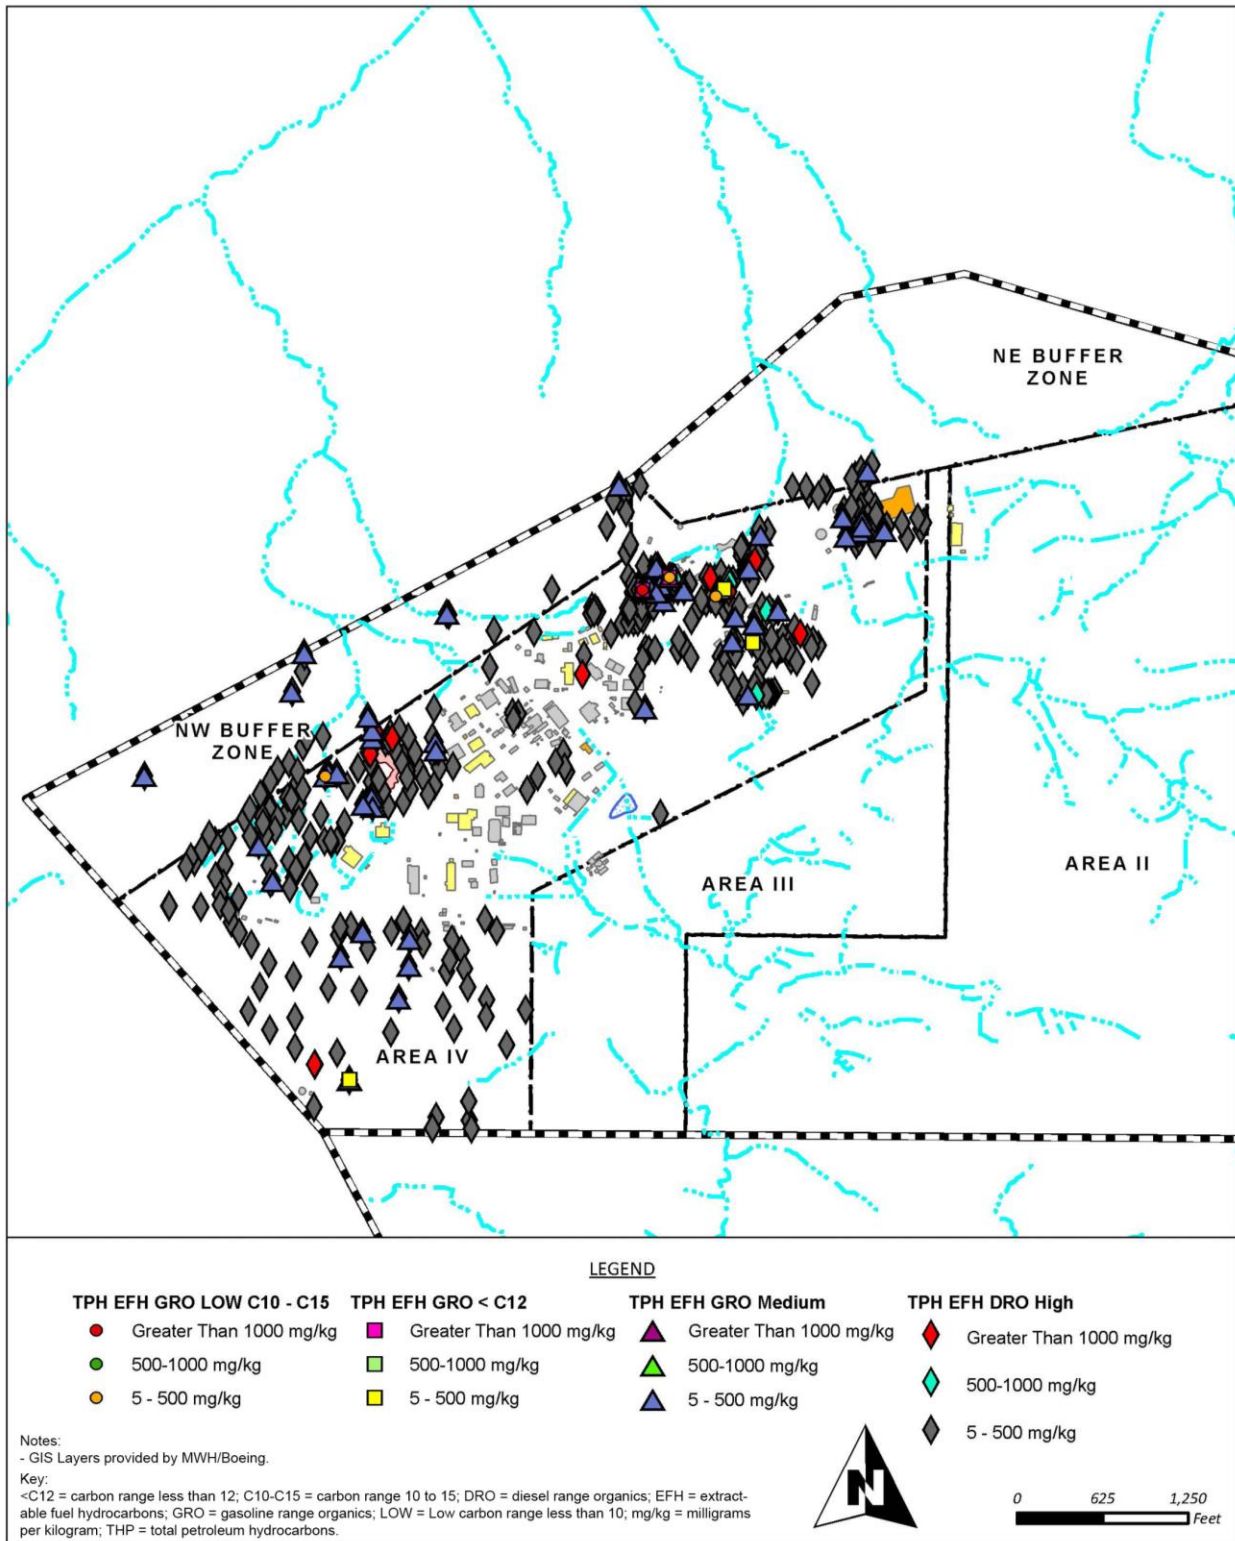 NE BUFFER
ZONE
NW BUFFER
ZONE
AREA III
AREA II
AREA IV
LEGEND
TPH EFH GRO LOW C10 - C15
Greater Than 1000 mg/kg
500-1000 mg/kg
5 - 500 mg/kg
TPH EFH GRO < C12
Greater Than 1000 mg/kg
500-1000 mg/kg
5 - 500 mg/kg
TPH EFH GRO Medium
Greater Than 1000 mg/kg
500-1000 mg/kg
5 - 500 mg/kg
TPH EFH DRO High
Greater Than 1000 mg/kg
500-1000 mg/kg
5 - 500 mg/kg
Notes:
- GIS Layers provided by MWH/Boeing.
Key:
<C12 = carbon range less than 12; C10-C15 = carbon range 10 to 15; DRO = diesel range organics; EFH = extract-
able fuel hydrocarbons; GRO = gasoline range organics; LOW = Low carbon range less than 10; mg/kg = milligrams
per kilogram; THP = total petroleum hydrocarbons.
N
0 625 1,250
Feet